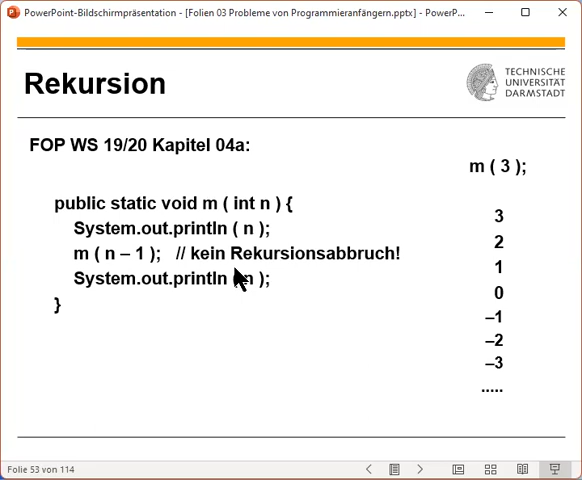 PowerPoint-Bildschirmpräsentation - [Folien 03 Probleme von Programmieranfängern.pptx] - PowerP...
Rekursion
TECHNISCHE
UNIVERSITÄT
DARMSTADT
FOP WS 19/20 Kapitel 04a:
m ( 3 );
public static void m ( int n ) {
System.out.println ( n );
m ( n – 1 );   // kein Rekursionsabbruch!
System.out.println ( n );
}
3
2
1
0
–1
–2
–3
.....
Folie 53 von 114